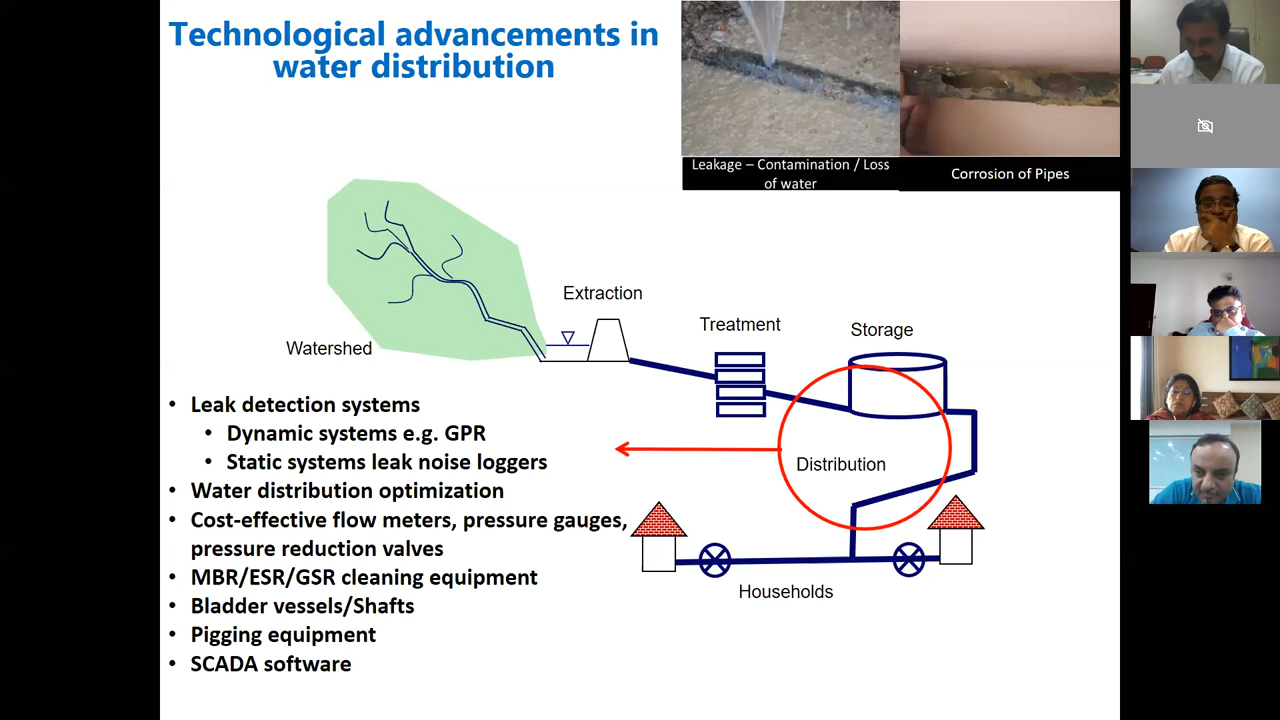 Technological advancements in
water distribution
Leakage – Contamination / Loss
of water
Corrosion of Pipes
Extraction
Treatment
Storage
Watershed
Distribution
Households
• Leak detection systems
• Dynamic systems e.g. GPR
• Static systems leak noise loggers
• Water distribution optimization
• Cost-effective flow meters, pressure gauges,
pressure reduction valves
• MBR/ESR/GSR cleaning equipment
• Bladder vessels/Shafts
• Pigging equipment
• SCADA software